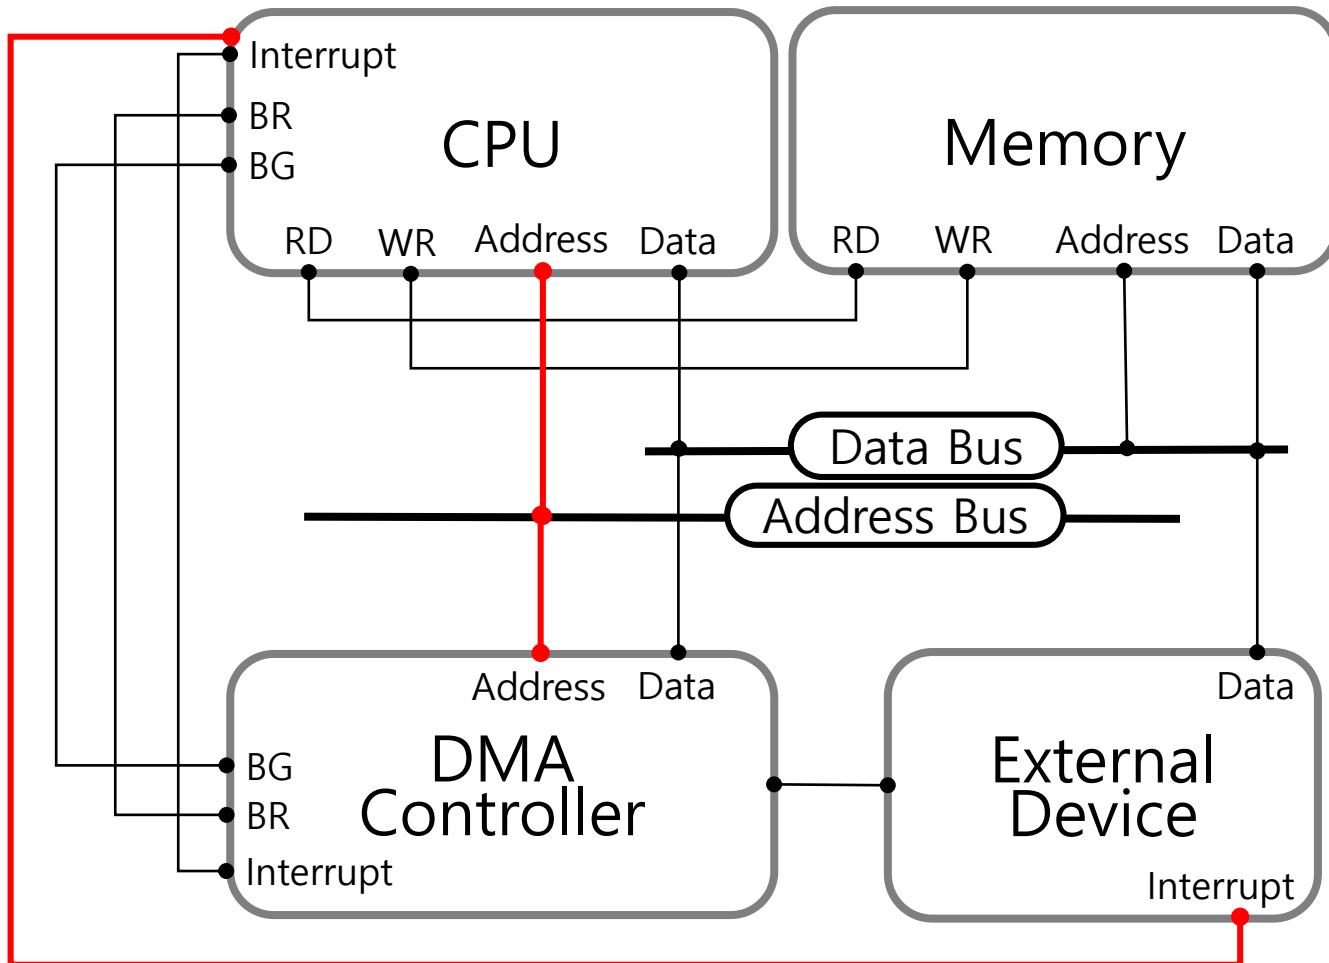 Interrupt
BR
BG
CPU
RD WR Address Data
Memory
RD WR Address Data
Data Bus
Address Bus
Address Data
DMA
Controller
BG
BR
Interrupt
Data
External
Device
Interrupt